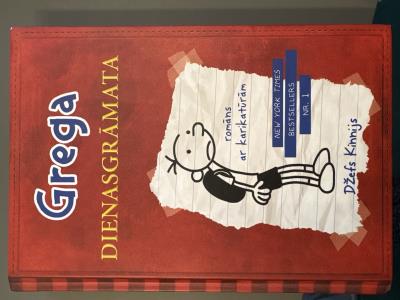 Grega
DIENASGRĀMATA
romāns
ar karikatūrām
NEW YORK TIMES
BESTSELLERS
NR. 1
Džefs Kinnijs